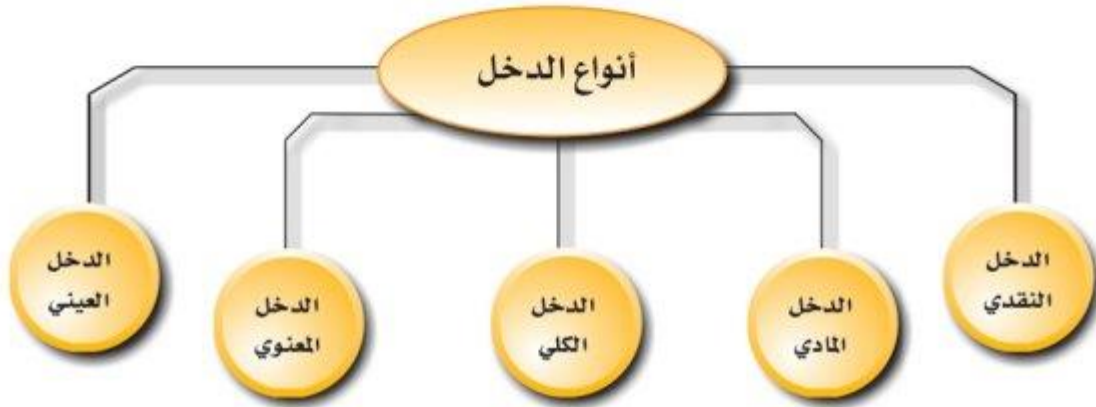 أنواع الدخل
الدخل
النقدي
الدخل
المادي
الدخل
الكلي
الدخل
المعنوي
الدخل
العيني